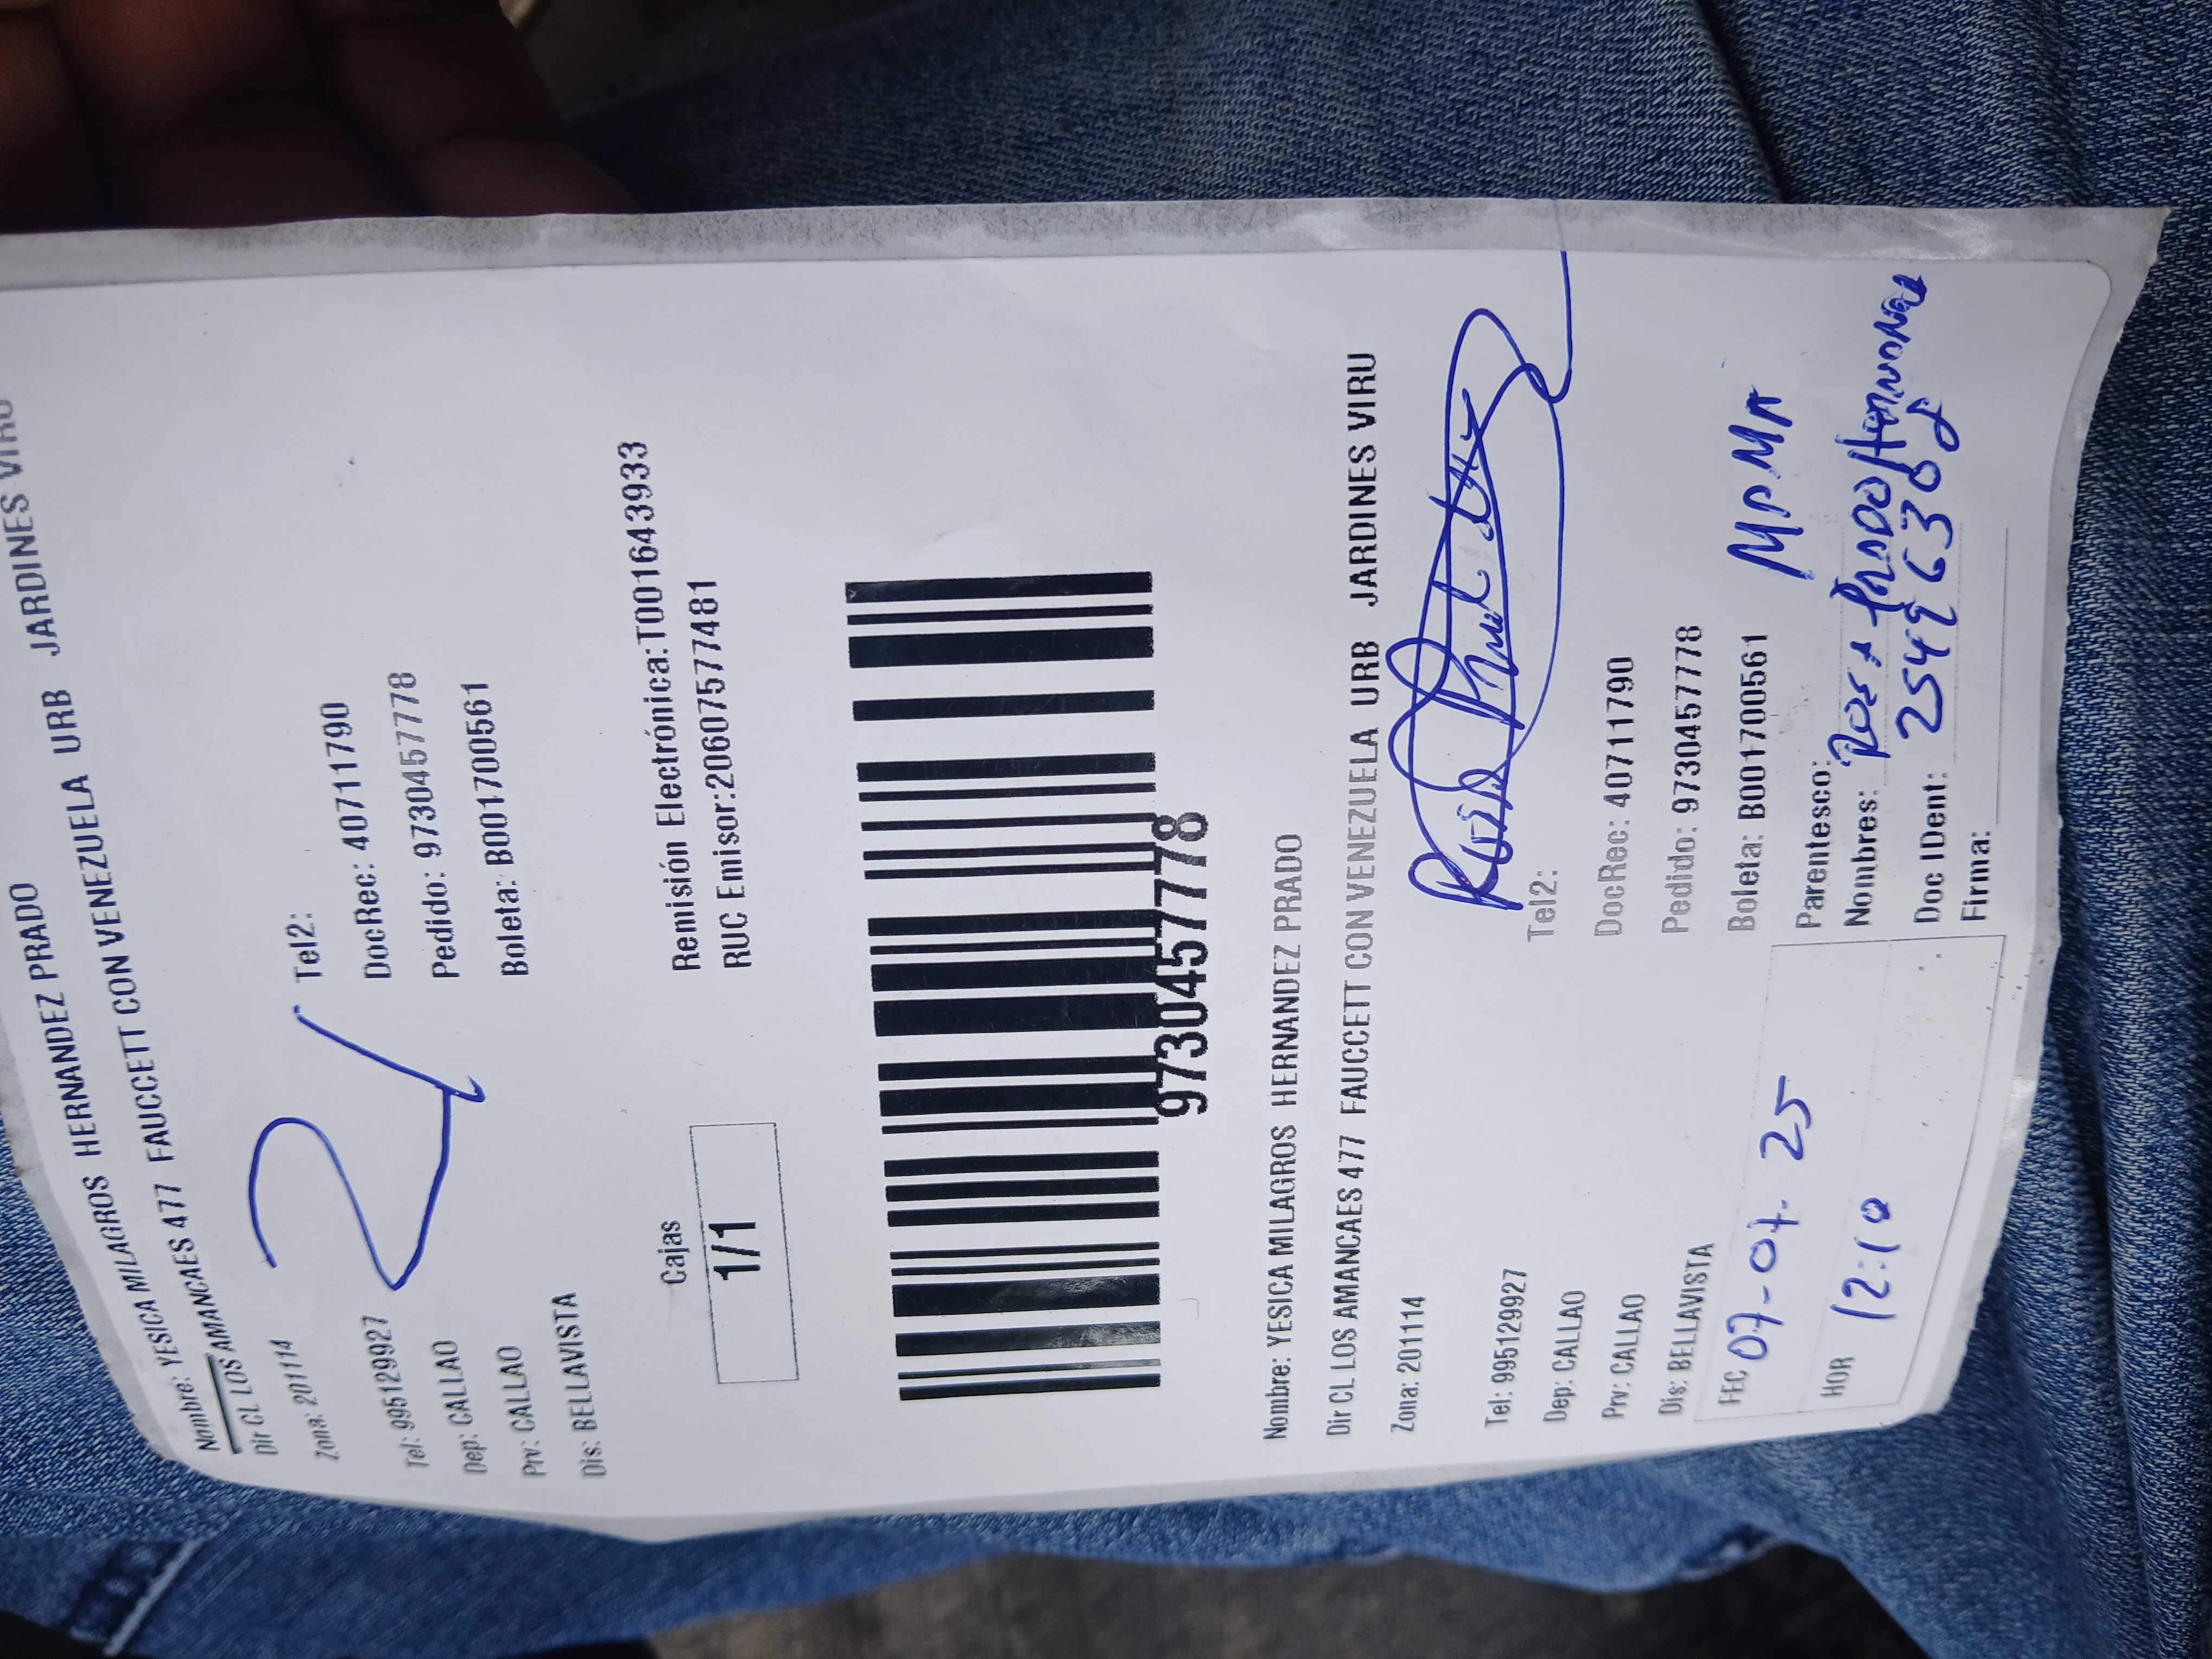 Nombre: YESICA MILAGROS HERNANDEZ PRADO
Dir CL LOS AMANCAES 477 FAUCCETT CON VENEZUELA URB JARDINES VIRU
Zona: 201114
Tel: 995129927 Tel2:
Dep: CALLAO DocRec: 40711790
Prv: CALLAO Pedido: 9730457778
Dis: BELLAVISTA Boleta: B001700561
Cajas
1/1
Remisión Electrónica:T001643933
RUC Emisor:20607577481
9730457778
Nombre: YESICA MILAGROS HERNANDEZ PRADO
Dir CL LOS AMANCAES 477 FAUCCETT CON VENEZUELA URB JARDINES VIRU
Zona: 201114
Tel: 995129927 Tel2:
Dep: CALLAO DocRec: 40711790
Prv: CALLAO Pedido: 9730457778
Dis: BELLAVISTA Boleta: B001700561
FEC 07-07-25
HOR 12:10
Parentesco: MAMA
Nombres: Prado
Doc IDent:
Firma: